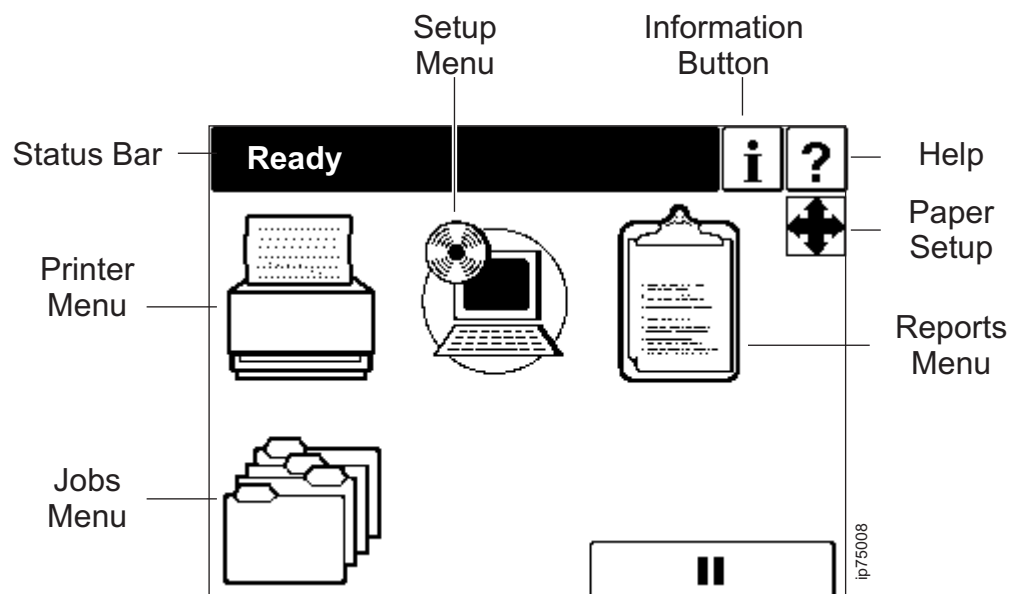 Setup
Menu
Information
Button
Status Bar
Ready
i
?
Help
Paper
Setup
Printer
Menu
Reports
Menu
Jobs
Menu
ip75008